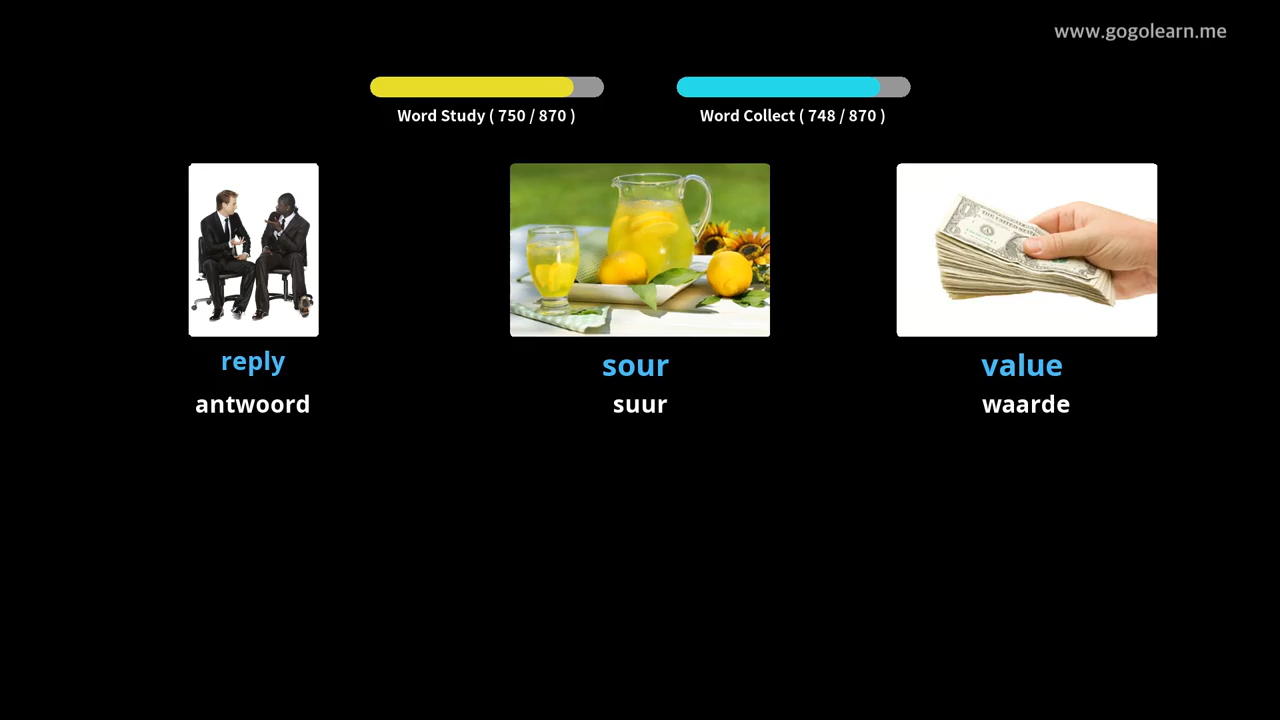 www.gogolearn.me
Word Study ( 750 / 870 )
Word Collect ( 748 / 870 )
reply
sour
value
antwoord
suur
waarde